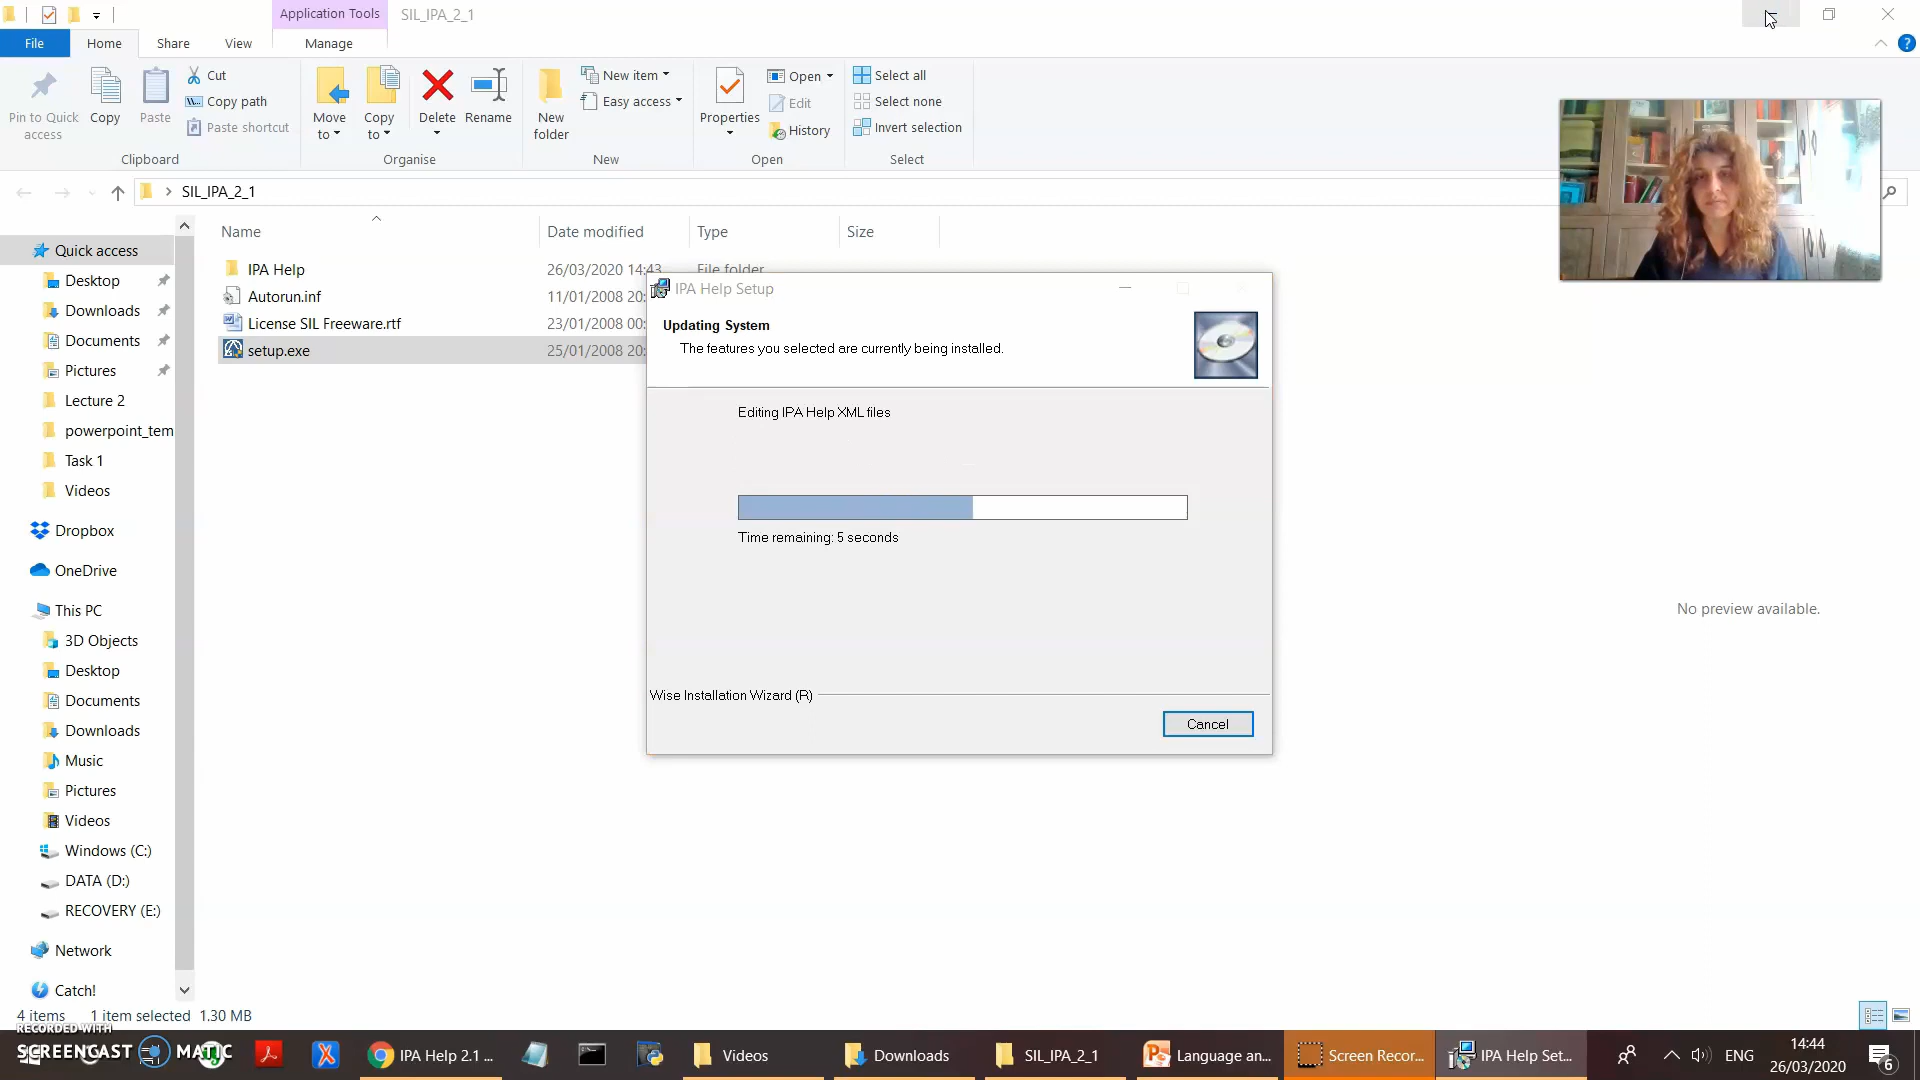 Application Tools
SIL_IPA_2_1
File
Home
Share
View
Manage
Pin to Quick access
Copy
Paste
Cut
Copy path
Paste shortcut
Clipboard
Move to
Copy to
Delete
Rename
Organise
New folder
New item
Easy access
New
Properties
Open
Edit
History
Open
Select all
Select none
Invert selection
Select
SIL_IPA_2_1
Name
Date modified
Type
Size
Quick access
Desktop
Downloads
Documents
Pictures
Lecture 2
powerpoint_tem
Task 1
Videos
Dropbox
OneDrive
This PC
3D Objects
Desktop
Documents
Downloads
Music
Pictures
Videos
Windows (C:)
DATA (D:)
RECOVERY (E:)
Network
Catch!
IPA Help 26/03/2020 14:43 File folder
Autorun.inf 11/01/2008 20:
License SIL Freeware.rtf 23/01/2008 00:
setup.exe 25/01/2008 20:
IPA Help Setup
Updating System
The features you selected are currently being installed.
Editing IPA Help XML files
Time remaining: 5 seconds
Wise Installation Wizard (R)
Cancel
No preview available.
4 items 1 item selected 1.30 MB
RECORDED WITH
SCREENCAST MATIC
IPA Help 2.1 ...
Videos
Downloads
SIL_IPA_2_1
Language an...
Screen Recor...
IPA Help Set...
ENG
14:44
26/03/2020
6